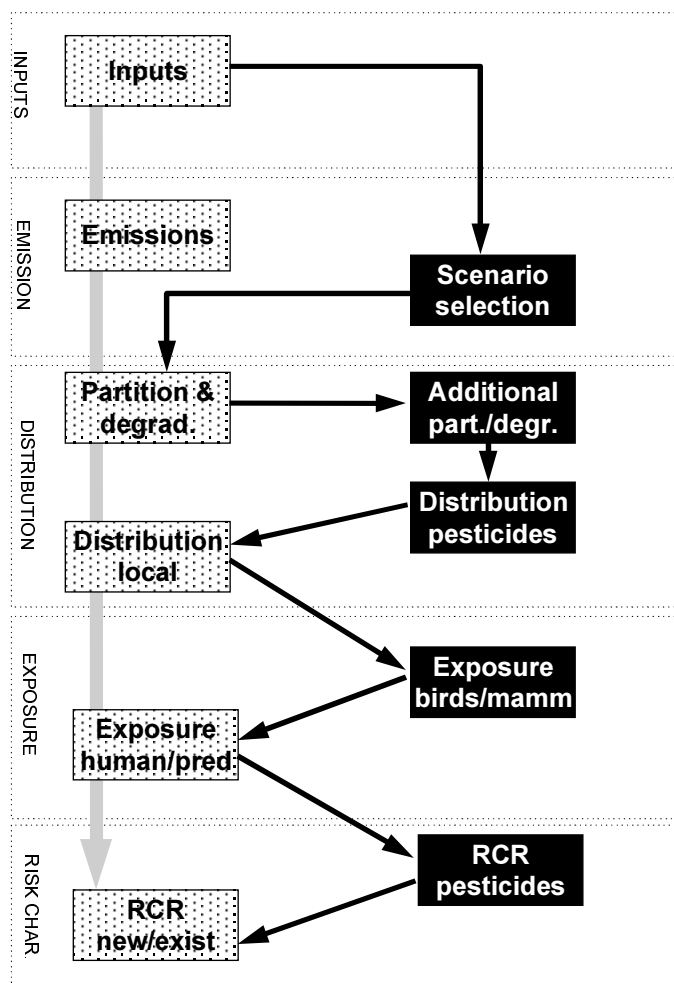 INPUTS
Inputs
EMISSION
Emissions
Scenario
selection
DISTRIBUTION
Partition &
degrad.
Additional
part./degr.
Distribution
pesticides
Distribution
local
EXPOSURE
Exposure
birds/mamm
Exposure
human/pred
RISK CHAR.
RCR
pesticides
RCR
new/exist